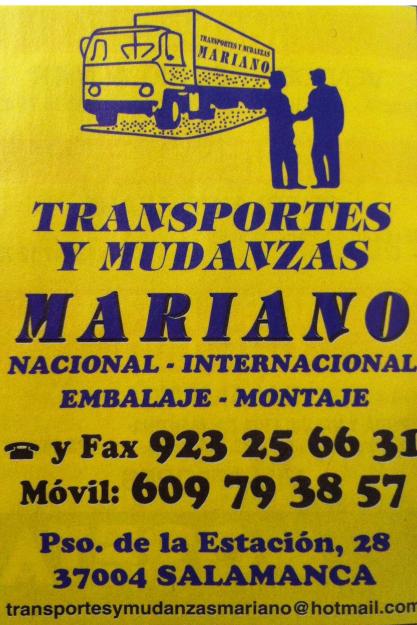 TRANSPORTES Y MUDANZAS
MARIANO
TRANSPORTES
Y MUDANZAS
MARIANO
NACIONAL - INTERNACIONAL
EMBALAJE - MONTAJE
☎ y Fax 923 25 66 31
Móvil: 609 79 38 57
Pso. de la Estación, 28
37004 SALAMANCA
transportesymudanzasmariano@hotmail.com